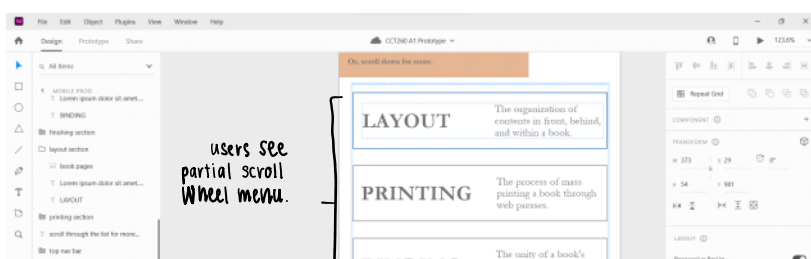 File Edit Object Plugins View Window Help
Design Prototype Share
CCT260 A1 Prototype
123.6%
All Items
MOBILE PROD
Lorem ipsum dolor sit amet...
BINDING
finishing section
layout section
book pages
Lorem ipsum dolor sit amet...
LAYOUT
printing section
scroll through the list for more...
top nav bar
users see
partial scroll
Wheel menu.
Or, scroll down for more.
LAYOUT
The organization of
contents in front, behind,
and within a book.
PRINTING
The process of mass
printing a book through
web presses.
The unity of a book's
Repeat Grid
COMPONENT
TRANSFORM
W 373 X 29 0°
Y 981
LAYOUT